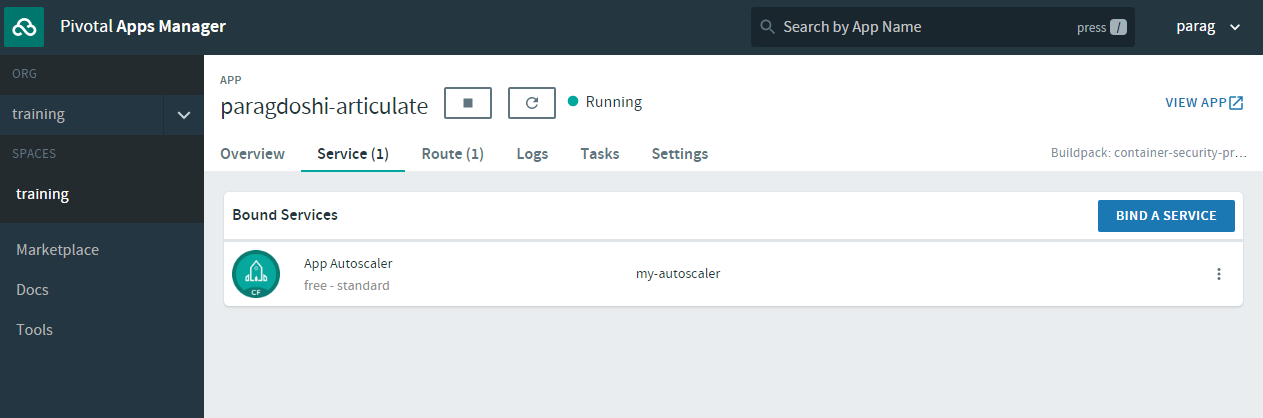 Pivotal Apps Manager
Search by App Name
press /
parag
ORG
training
SPACES
training
Marketplace
Docs
Tools
APP
paragdoshi-articulate
Running
VIEW APP
Overview
Service (1)
Route (1)
Logs
Tasks
Settings
Buildpack: container-security-pr...
Bound Services
BIND A SERVICE
CF
App Autoscaler
free - standard
my-autoscaler